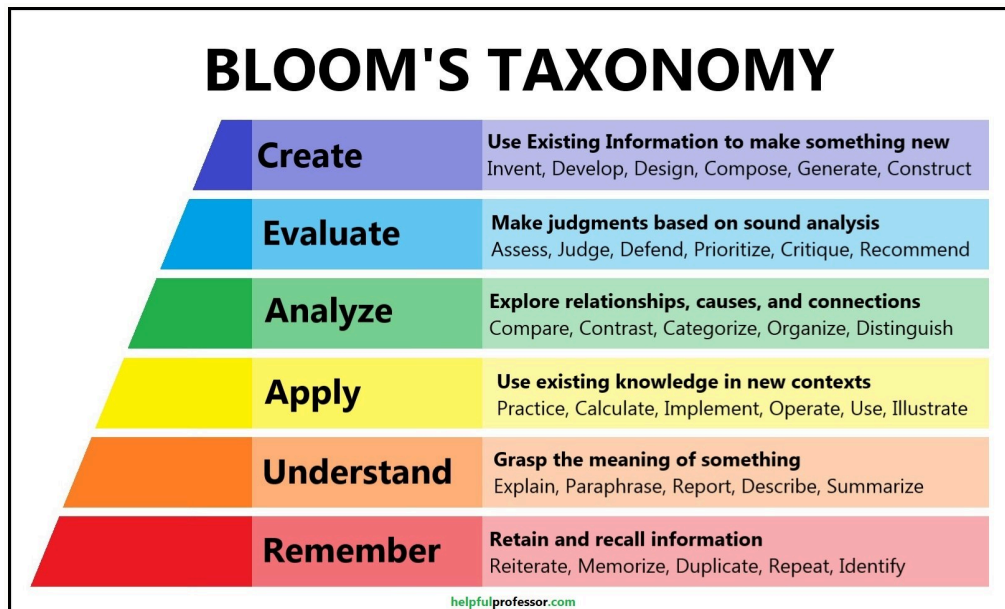 BLOOM'S TAXONOMY
Create
Use Existing Information to make something new
Invent, Develop, Design, Compose, Generate, Construct
Evaluate
Make judgments based on sound analysis
Assess, Judge, Defend, Prioritize, Critique, Recommend
Analyze
Explore relationships, causes, and connections
Compare, Contrast, Categorize, Organize, Distinguish
Apply
Use existing knowledge in new contexts
Practice, Calculate, Implement, Operate, Use, Illustrate
Understand
Grasp the meaning of something
Explain, Paraphrase, Report, Describe, Summarize
Remember
Retain and recall information
Reiterate, Memorize, Duplicate, Repeat, Identify
helpfulprofessor.com